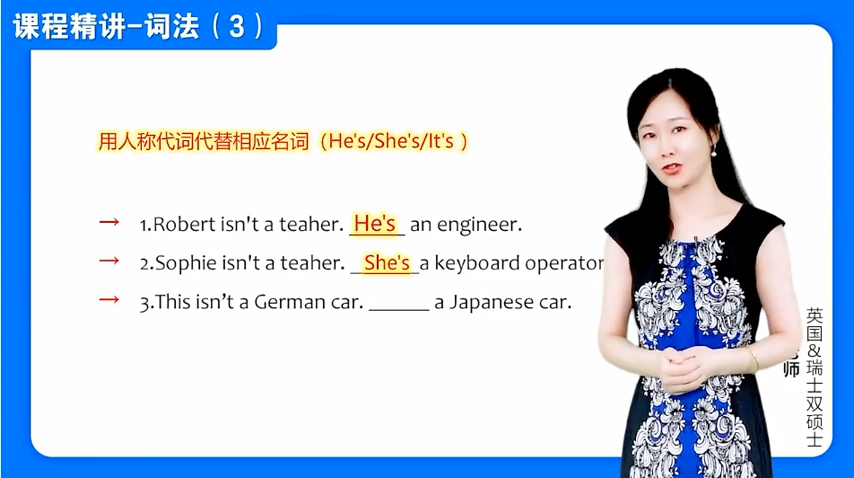 课程精讲-词法（3）
用人称代词代替相应名词（He's/She's/It's ）
→ 1.Robert isn't a teaher. He's an engineer.
→ 2.Sophie isn't a teaher. She's a keyboard operator
→ 3.This isn’t a German car. ______ a Japanese car.
英国&瑞士双硕士
师